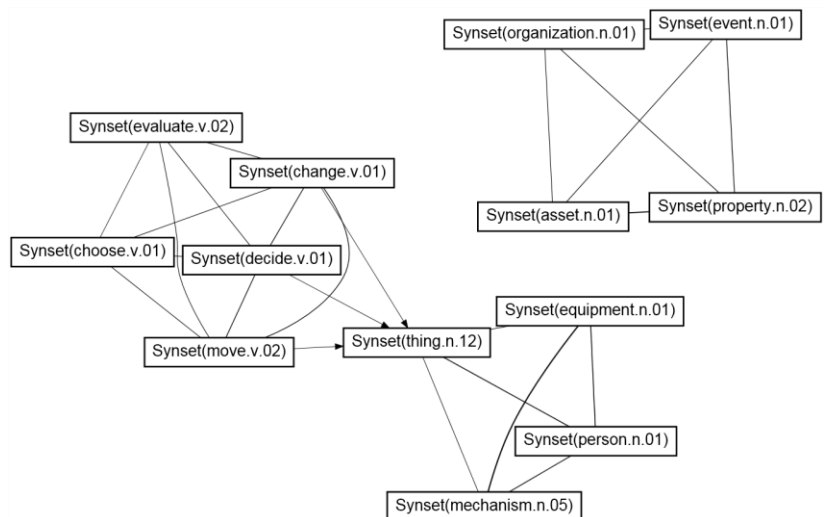 Synset(organization.n.01)
Synset(event.n.01)
Synset(evaluate.v.02)
Synset(change.v.01)
Synset(asset.n.01)
Synset(property.n.02)
Synset(choose.v.01)
Synset(decide.v.01)
Synset(equipment.n.01)
Synset(move.v.02)
Synset(thing.n.12)
Synset(person.n.01)
Synset(mechanism.n.05)